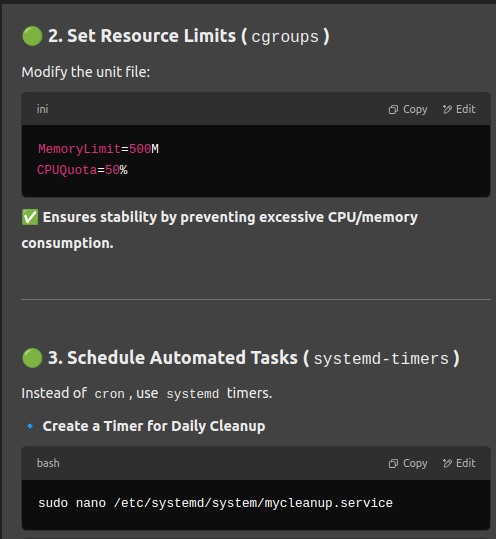 🟢 2. Set Resource Limits ( cgroups )
Modify the unit file:
ini Copy Edit
MemoryLimit=500M
CPUQuota=50%
✅ Ensures stability by preventing excessive CPU/memory
consumption.
🟢 3. Schedule Automated Tasks ( systemd-timers )
Instead of cron, use systemd timers.
🔹 Create a Timer for Daily Cleanup
bash Copy Edit
sudo nano /etc/systemd/system/mycleanup.service